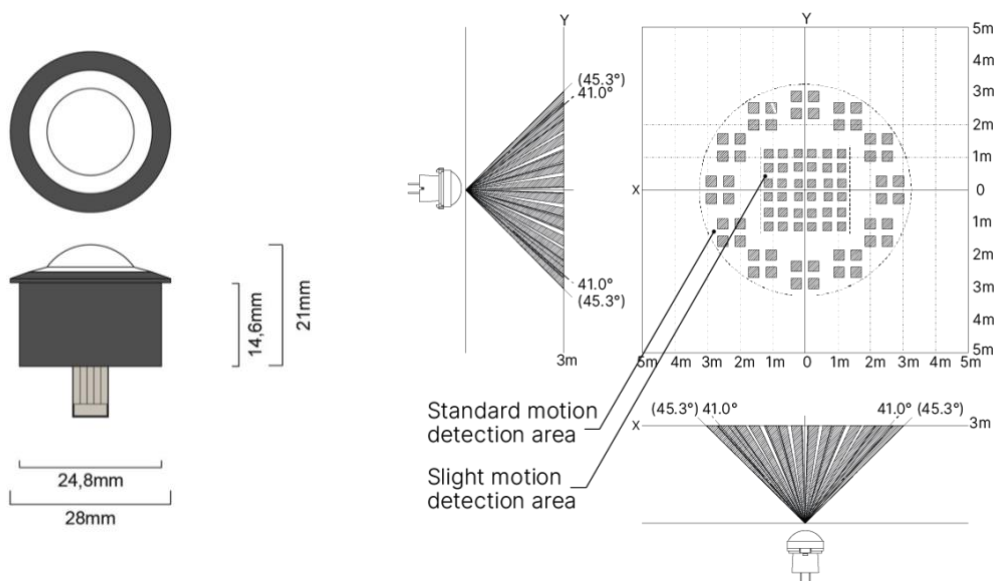 14,6mm
21mm
24,8mm
28mm
Y
(45.3°)
41.0°
41.0°
(45.3°)
3m
Y
5m
4m
3m
2m
1m
X
0
1m
2m
3m
4m
5m
5m 4m 3m 2m 1m 0 1m 2m 3m 4m 5m
Standard motion
detection area
Slight motion
detection area
(45.3°) 41.0°
41.0° (45.3°)
X
3m